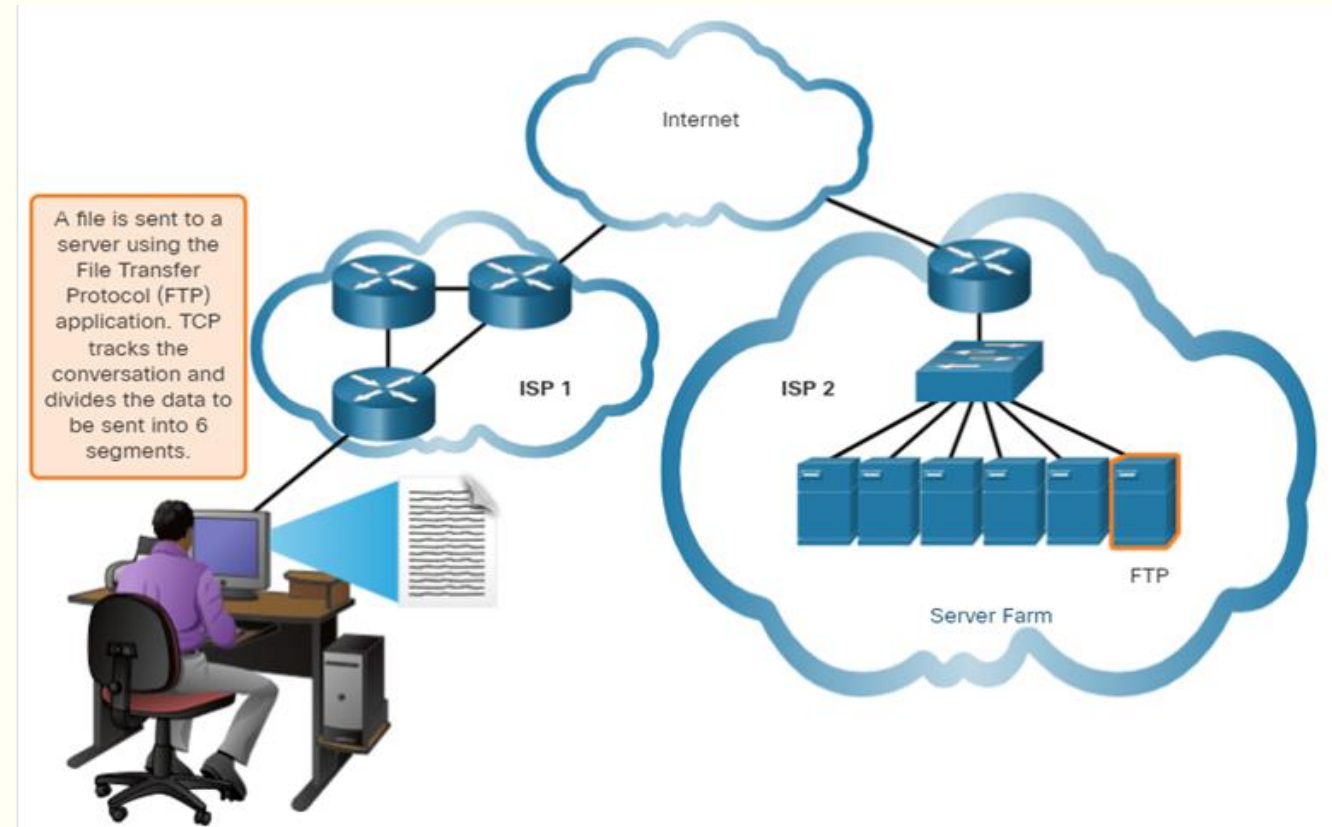 Internet
A file is sent to a
server using the
File Transfer
Protocol (FTP)
application. TCP
tracks the
conversation and
divides the data to
be sent into 6
segments.
ISP 1
ISP 2
FTP
Server Farm